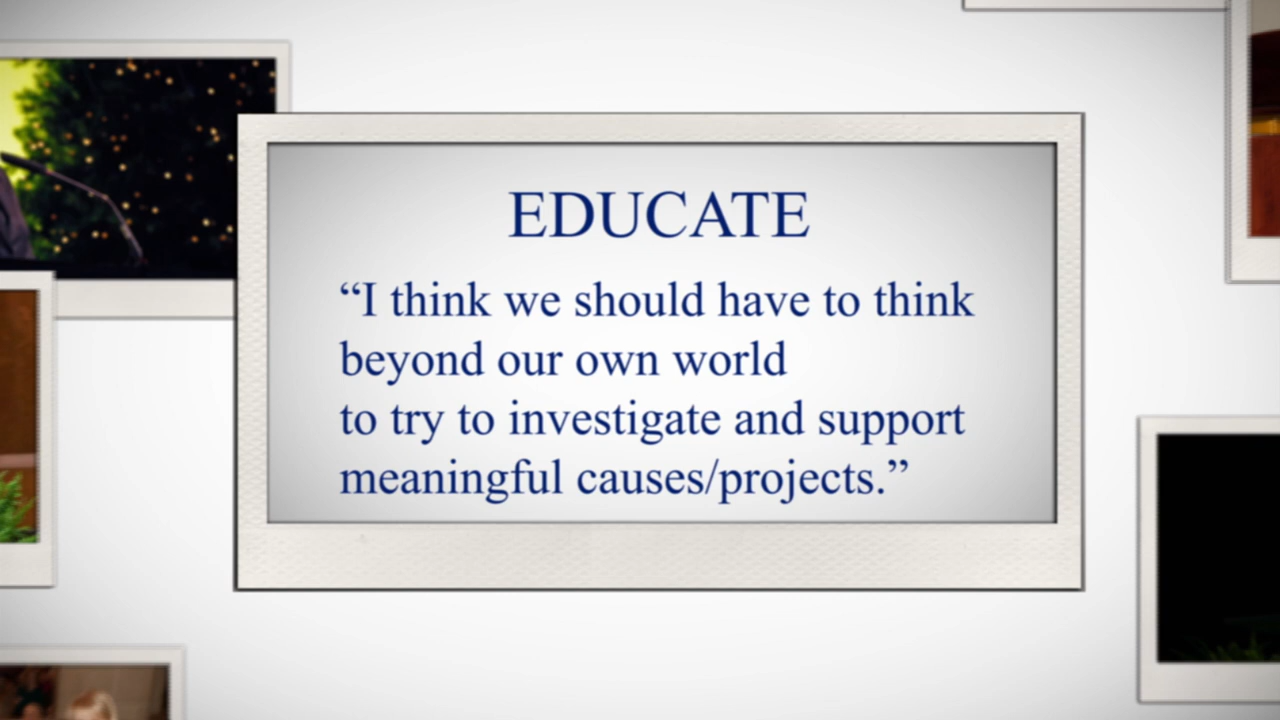 EDUCATE
“I think we should have to think
beyond our own world
to try to investigate and support
meaningful causes/projects.”